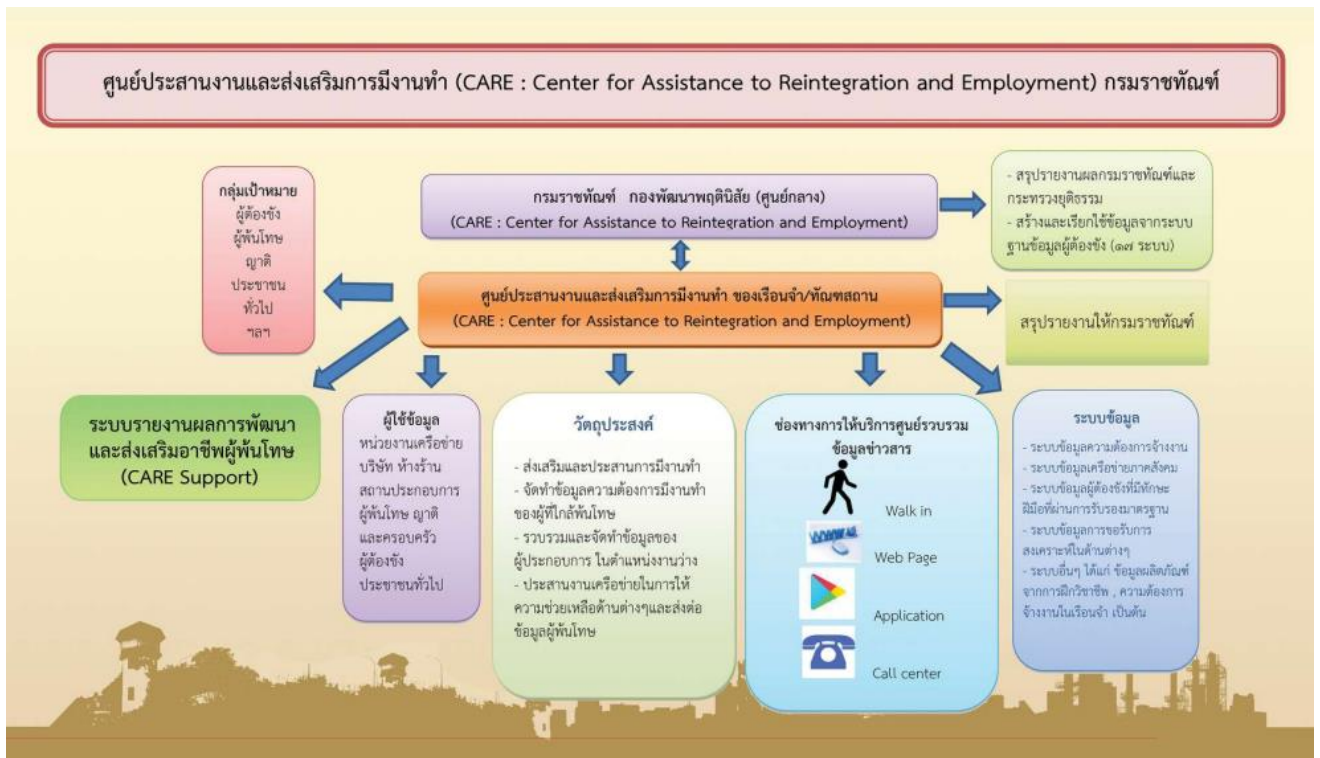 ศูนย์ประสานงานและส่งเสริมการมีงานทำ (CARE : Center for Assistance to Reintegration and Employment) กรมราชทัณฑ์
กลุ่มเป้าหมาย
ผู้ต้องขัง
ผู้พ้นโทษ
ญาติ
ประชาชน
ทั่วไป
ฯลฯ
กรมราชทัณฑ์ กองพัฒนาพฤตินิสัย (ศูนย์กลาง)
(CARE : Center for Assistance to Reintegration and Employment)
- สรุปรายงานผลกรมราชทัณฑ์และ
กระทรวงยุติธรรม
- สร้างและเรียกใช้ข้อมูลจากระบบ
ฐานข้อมูลผู้ต้องขัง (๑๗ ระบบ)
ศูนย์ประสานงานและส่งเสริมการมีงานทำ ของเรือนจำ/ทัณฑสถาน
(CARE : Center for Assistance to Reintegration and Employment)
สรุปรายงานให้กรมราชทัณฑ์
ระบบรายงานผลการพัฒนา
และส่งเสริมอาชีพผู้พ้นโทษ
(CARE Support)
ผู้ใช้ข้อมูล
หน่วยงานเครือข่าย
บริษัท ห้างร้าน
สถานประกอบการ
ผู้พ้นโทษ ญาติ
และครอบครัว
ผู้ต้องขัง
ประชาชนทั่วไป
วัตถุประสงค์
- ส่งเสริมและประสานการมีงานทำ
- จัดทำข้อมูลความต้องการมีงานทำ
ของผู้ที่ใกล้พ้นโทษ
- รวบรวมและจัดทำข้อมูลของ
ผู้ประกอบการ ในตำแหน่งงานว่าง
- ประสานงานเครือข่ายในการให้
ความช่วยเหลือด้านต่างๆและส่งต่อ
ข้อมูลผู้พ้นโทษ
ช่องทางการให้บริการศูนย์รวบรวม
ข้อมูลข่าวสาร
Walk in
Web Page
Application
Call center
ระบบข้อมูล
- ระบบข้อมูลความต้องการจ้างงาน
- ระบบข้อมูลเครือข่ายภาคสังคม
- ระบบข้อมูลผู้ต้องขังที่มีทักษะ
ฝีมือที่ผ่านการรับรองมาตรฐาน
- ระบบข้อมูลการขอรับการ
สงเคราะห์ในด้านต่างๆ
- ระบบอื่นๆ ได้แก่ ข้อมูลผลิตภัณฑ์
จากการฝึกวิชาชีพ , ความต้องการ
จ้างงานในเรือนจำ เป็นต้น